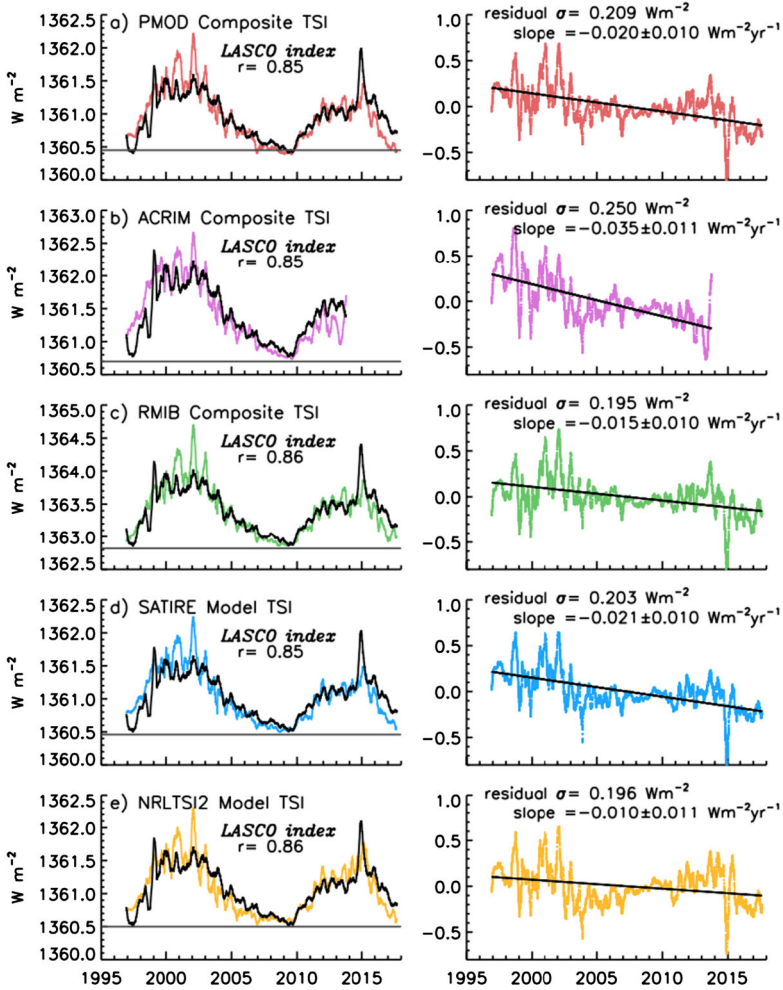 a) PMOD Composite TSI
LASCO index
r= 0.85
W m⁻²
1362.5
1362.0
1361.5
1361.0
1360.5
1360.0
residual σ= 0.209 Wm⁻²
slope =−0.020±0.010 Wm⁻²yr⁻¹
1.0
0.5
0.0
−0.5
b) ACRIM Composite TSI
LASCO index
r= 0.85
W m⁻²
1363.0
1362.5
1362.0
1361.5
1361.0
1360.5
residual σ= 0.250 Wm⁻²
slope =−0.035±0.011 Wm⁻²yr⁻¹
1.0
0.5
0.0
−0.5
c) RMIB Composite TSI
LASCO index
r= 0.86
W m⁻²
1365.0
1364.5
1364.0
1363.5
1363.0
1362.5
residual σ= 0.195 Wm⁻²
slope =−0.015±0.010 Wm⁻²yr⁻¹
1.0
0.5
0.0
−0.5
d) SATIRE Model TSI
LASCO index
r= 0.85
W m⁻²
1362.5
1362.0
1361.5
1361.0
1360.5
1360.0
residual σ= 0.203 Wm⁻²
slope =−0.021±0.010 Wm⁻²yr⁻¹
1.0
0.5
0.0
−0.5
e) NRLTSI2 Model TSI
LASCO index
r= 0.86
W m⁻²
1362.5
1362.0
1361.5
1361.0
1360.5
1360.0
residual σ= 0.196 Wm⁻²
slope =−0.010±0.011 Wm⁻²yr⁻¹
1.0
0.5
0.0
−0.5
1995 2000 2005 2010 2015
1995 2000 2005 2010 2015